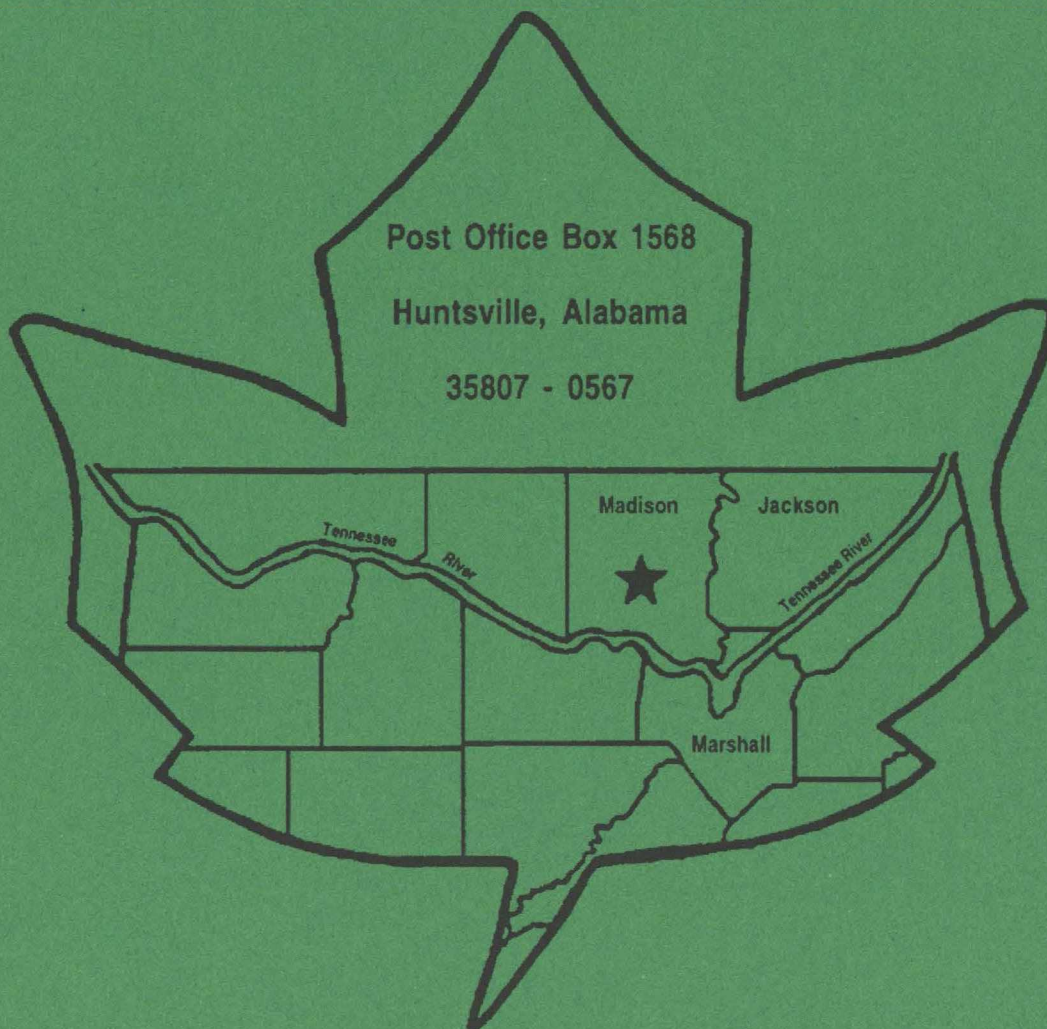 Post Office Box 1568
Huntsville, Alabama
35807 - 0567
Madison
Jackson
Tennessee
River
Tennessee River
Marshall